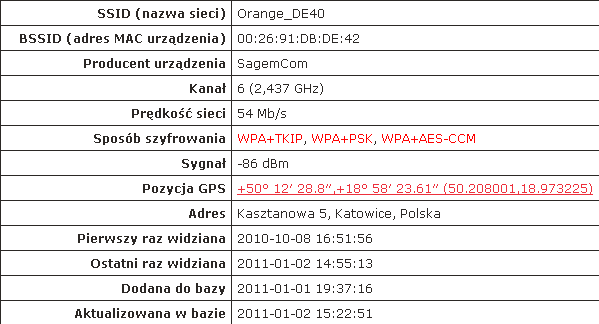 SSID (nazwa sieci) Orange_DE40
BSSID (adres MAC urządzenia) 00:26:91:DB:DE:42
Producent urządzenia SagemCom
Kanał 6 (2,437 GHz)
Prędkość sieci 54 Mb/s
Sposób szyfrowania WPA+TKIP, WPA+PSK, WPA+AES-CCM
Sygnał -86 dBm
Pozycja GPS +50° 12′ 28.8″,+18° 58′ 23.61″ (50.208001,18.973225)
Adres Kasztanowa 5, Katowice, Polska
Pierwszy raz widziana 2010-10-08 16:51:56
Ostatni raz widziana 2011-01-02 14:55:13
Dodana do bazy 2011-01-01 19:37:16
Aktualizowana w bazie 2011-01-02 15:22:51